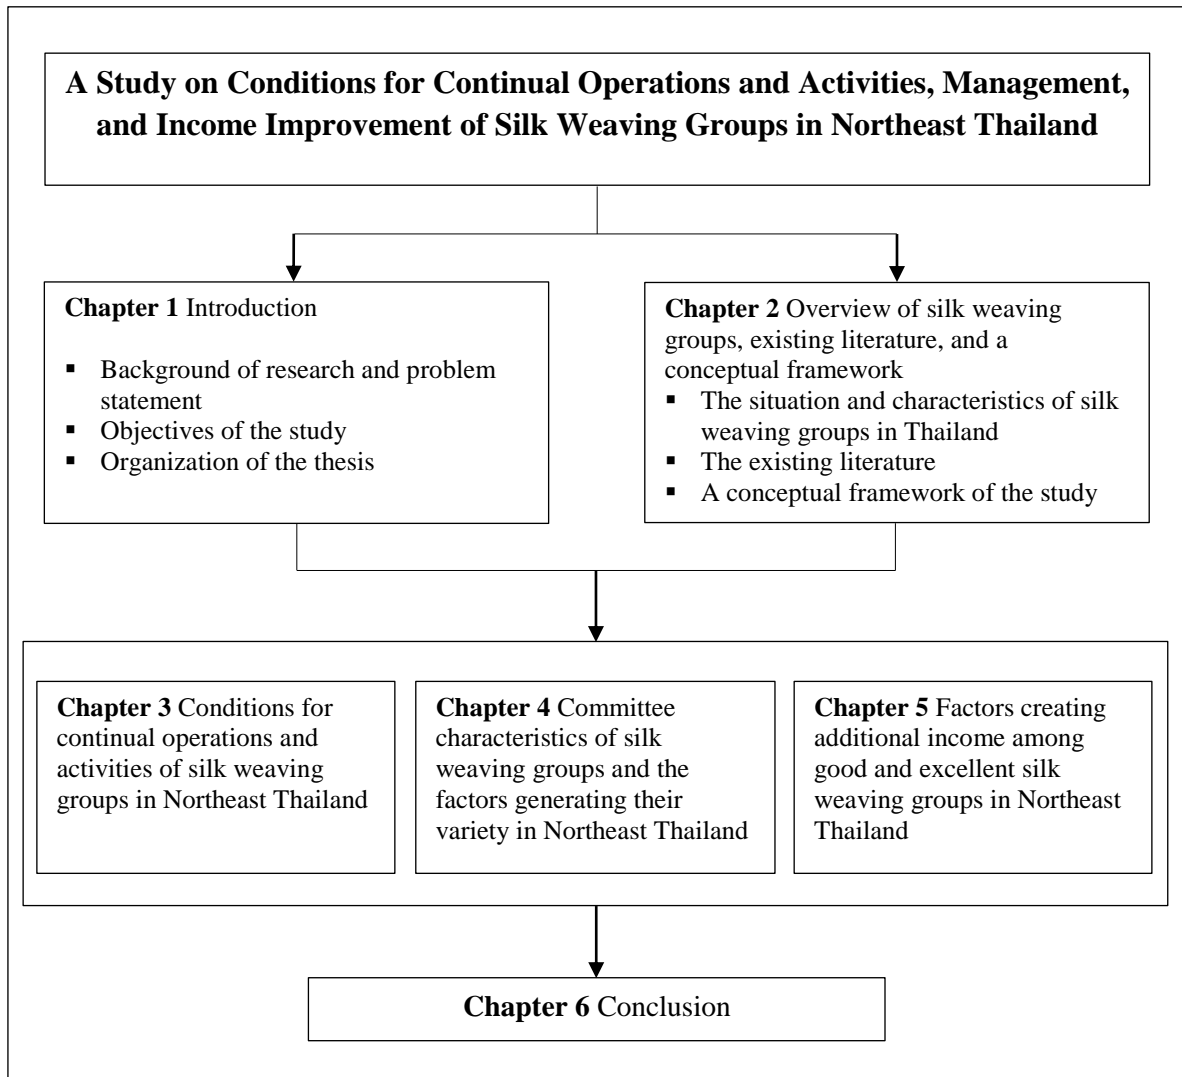 A Study on Conditions for Continual Operations and Activities, Management,
and Income Improvement of Silk Weaving Groups in Northeast Thailand
Chapter 1 Introduction
▪ Background of research and problem
statement
▪ Objectives of the study
▪ Organization of the thesis
Chapter 2 Overview of silk weaving
groups, existing literature, and a
conceptual framework
▪ The situation and characteristics of silk
weaving groups in Thailand
▪ The existing literature
▪ A conceptual framework of the study
Chapter 3 Conditions for
continual operations and
activities of silk weaving
groups in Northeast Thailand
Chapter 4 Committee
characteristics of silk
weaving groups and the
factors generating their
variety in Northeast Thailand
Chapter 5 Factors creating
additional income among
good and excellent silk
weaving groups in Northeast
Thailand
Chapter 6 Conclusion